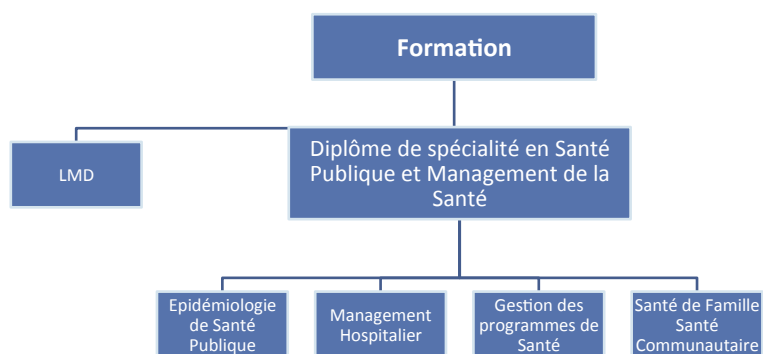 Formation
LMD
Diplôme de spécialité en Santé
Publique et Management de la
Santé
Epidémiologie
de Santé
Publique
Management
Hospitalier
Gestion des
programmes de
Santé
Santé de Famille
Santé
Communautaire